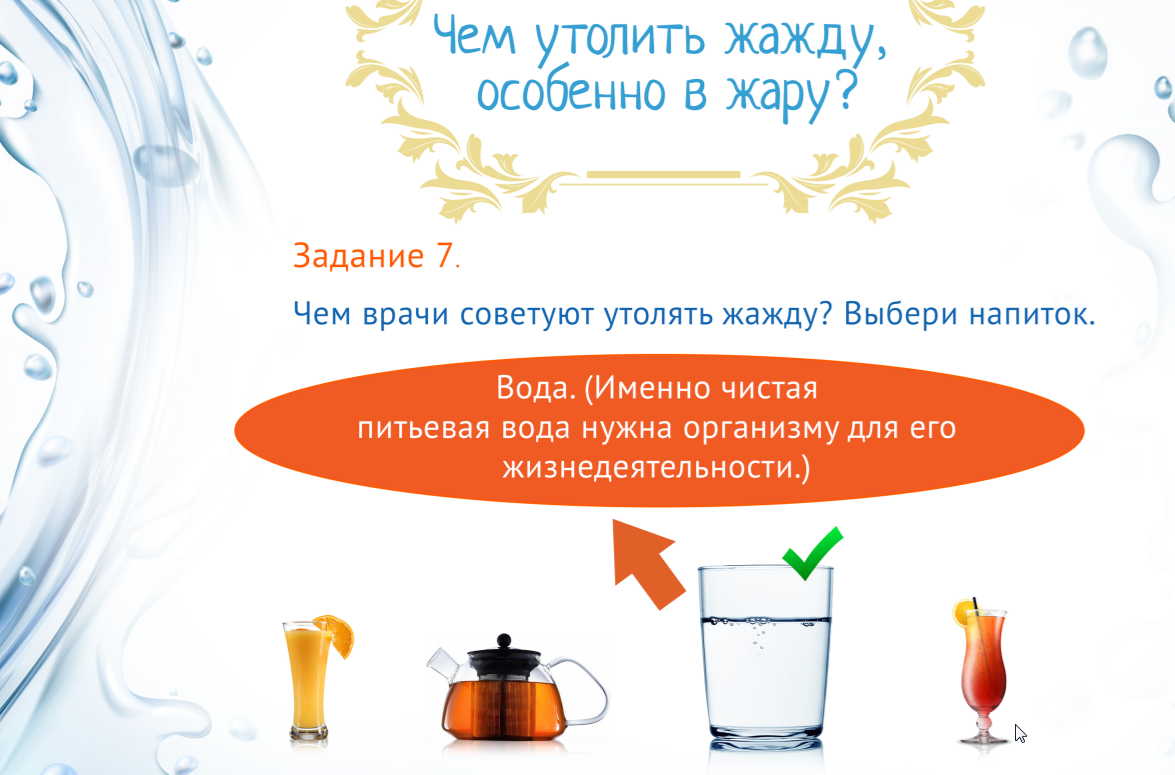 Чем утолить жажду,
особенно в жару?
Задание 7.
Чем врачи советуют утолять жажду? Выбери напиток.
Вода. (Именно чистая
питьевая вода нужна организму для его
жизнедеятельности.)